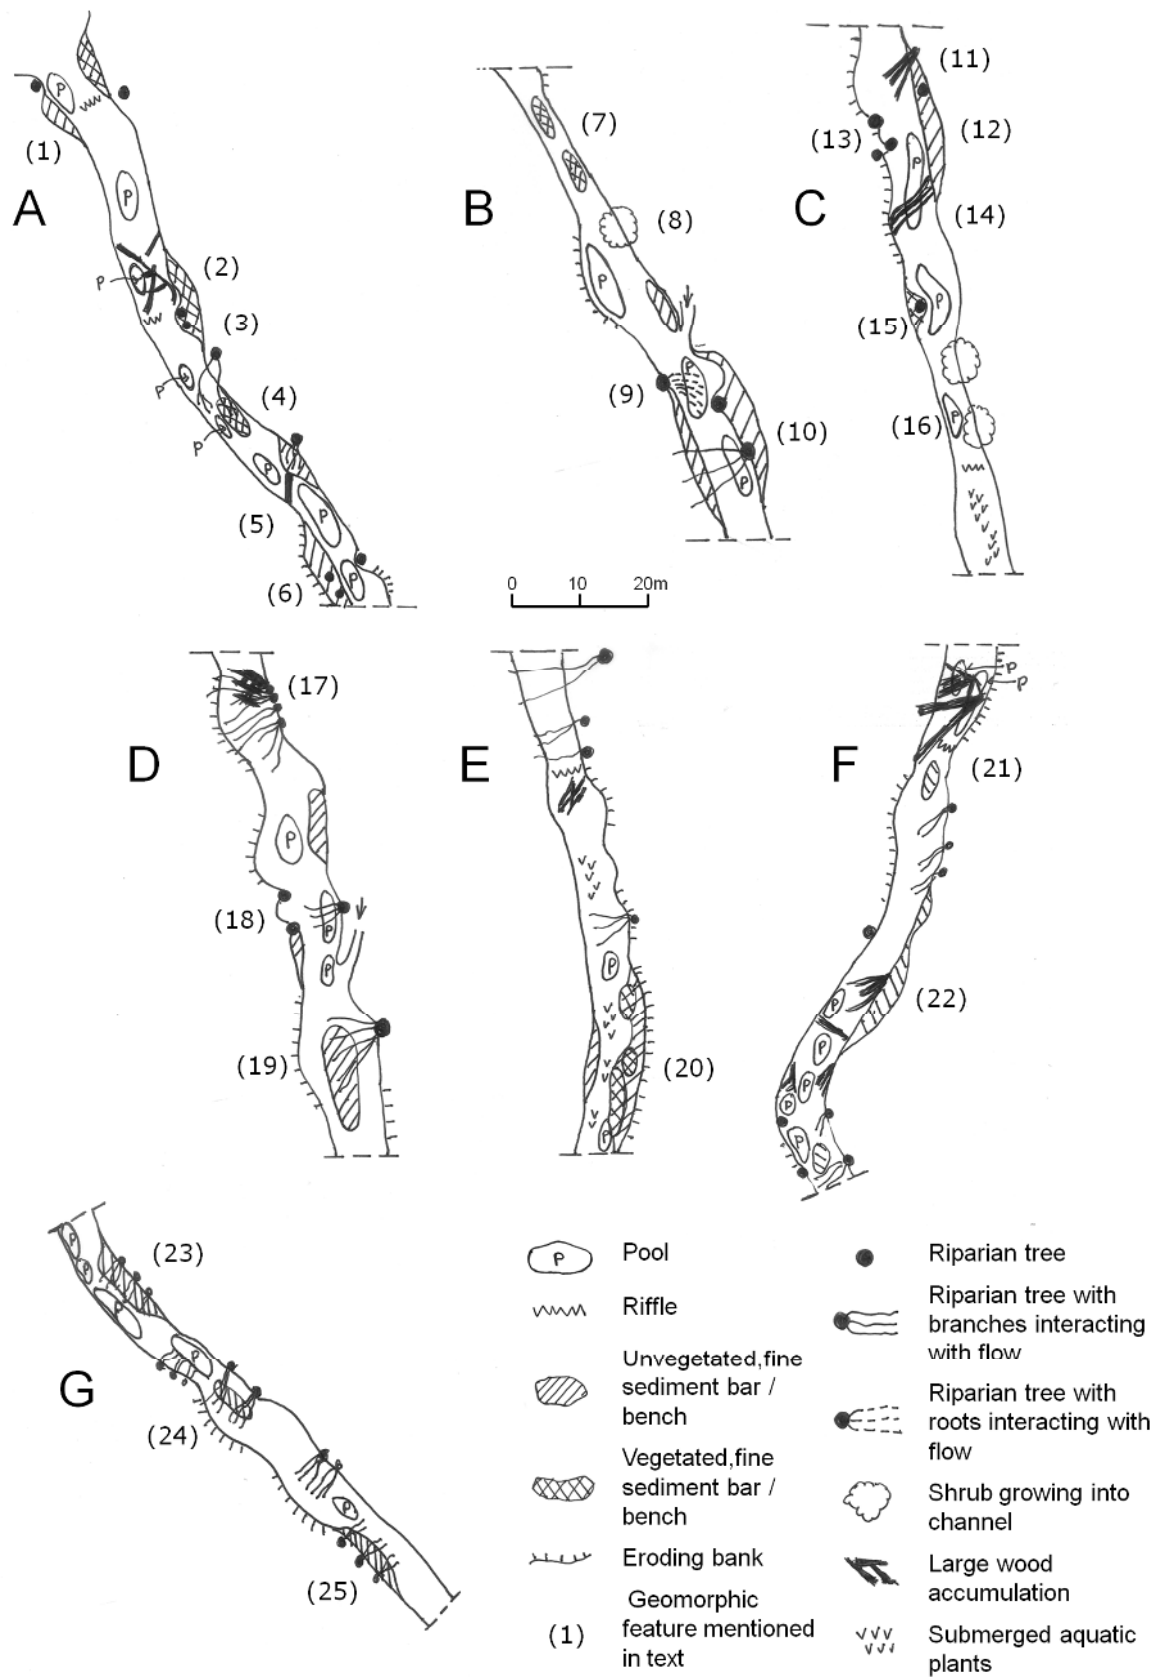 P
(1)
A
P
P
(2)
(3)
P
(4)
P
P
(5)
P
(6)
P
B
(7)
(8)
P
P
(9)
(10)
P
C
(11)
(12)
(13)
P
(14)
P
(15)
(16)
P
0 10 20m
D
(17)
P
(18)
P
P
(19)
E
P
(20)
P
F
P
P
(21)
(22)
P
P
P
P
P
G
P
(23)
P
P
P
(24)
P
(25)
P
Pool
Riffle
Unvegetated,fine
sediment bar /
bench
Vegetated,fine
sediment bar /
bench
Eroding bank
(1)
Geomorphic
feature mentioned
in text
Riparian tree
Riparian tree with
branches interacting
with flow
Riparian tree with
roots interacting with
flow
Shrub growing into
channel
Large wood
accumulation
Submerged aquatic
plants